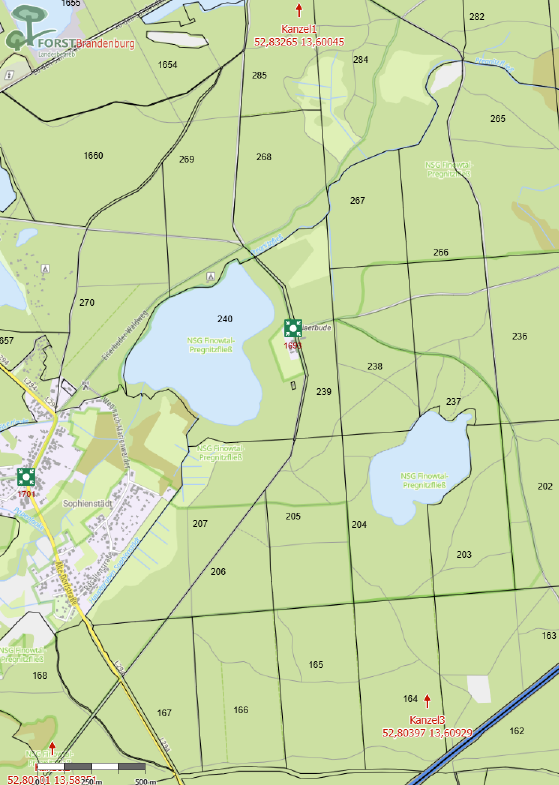 1655
282
Kanzel1
52,83265 13,60045
FORST
Brandenburg
Landesbetrieb
1654
285
284
265
1660
269
268
NSG Finowtal-
Pregnitzfließ
267
266
270
240
NSG Finowtal-
Pregnitzfließ
1691
236
657
238
239
237
Sophienstädt
1701
NSG Finowtal-
Pregnitzfließ
NSG Finowtal-
Pregnitzfließ
202
207
205
204
206
203
163
NSG Finowtal-
Pregnitzfließ
168
165
164
167
166
Kanzel3
52,80397 13,60929
162
500 m